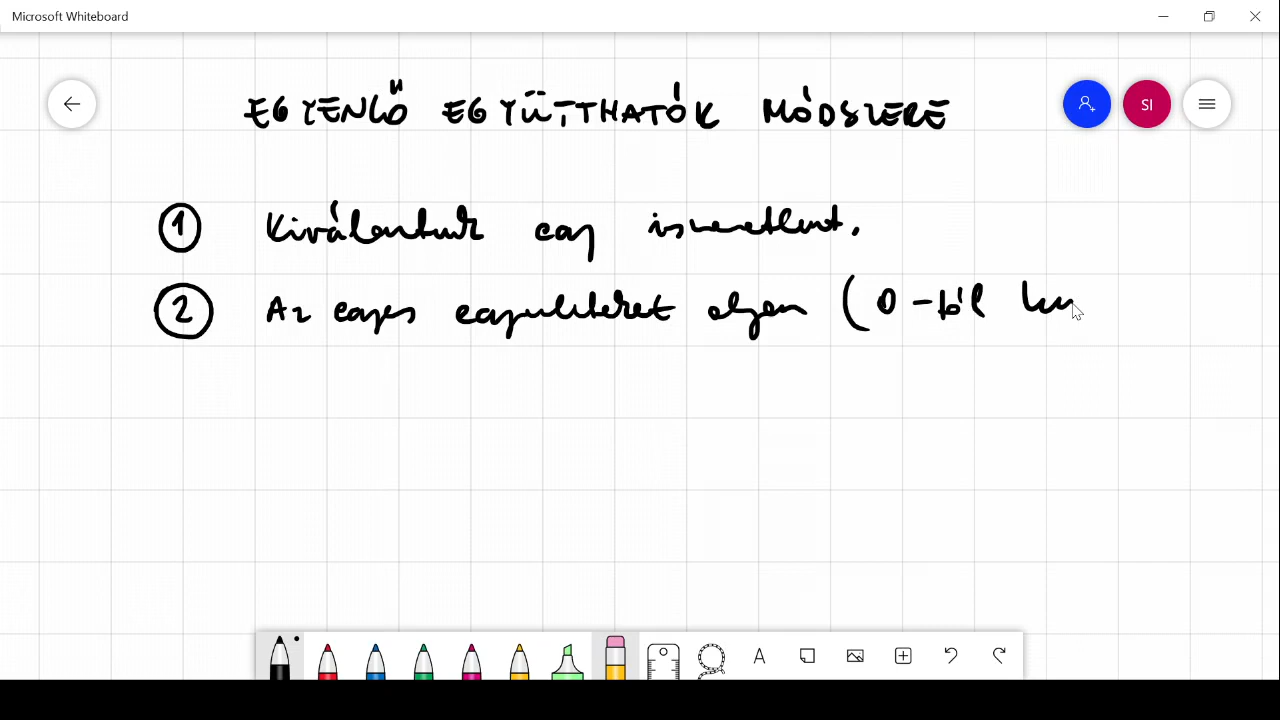 Microsoft Whiteboard
EGYENLŐ EGYÜTTHATÓK MÓDSZERE
SI
1 Kiválasztunk egy ismeretlent.
2 Az egyes egyenleteket olyan (0-tól
A